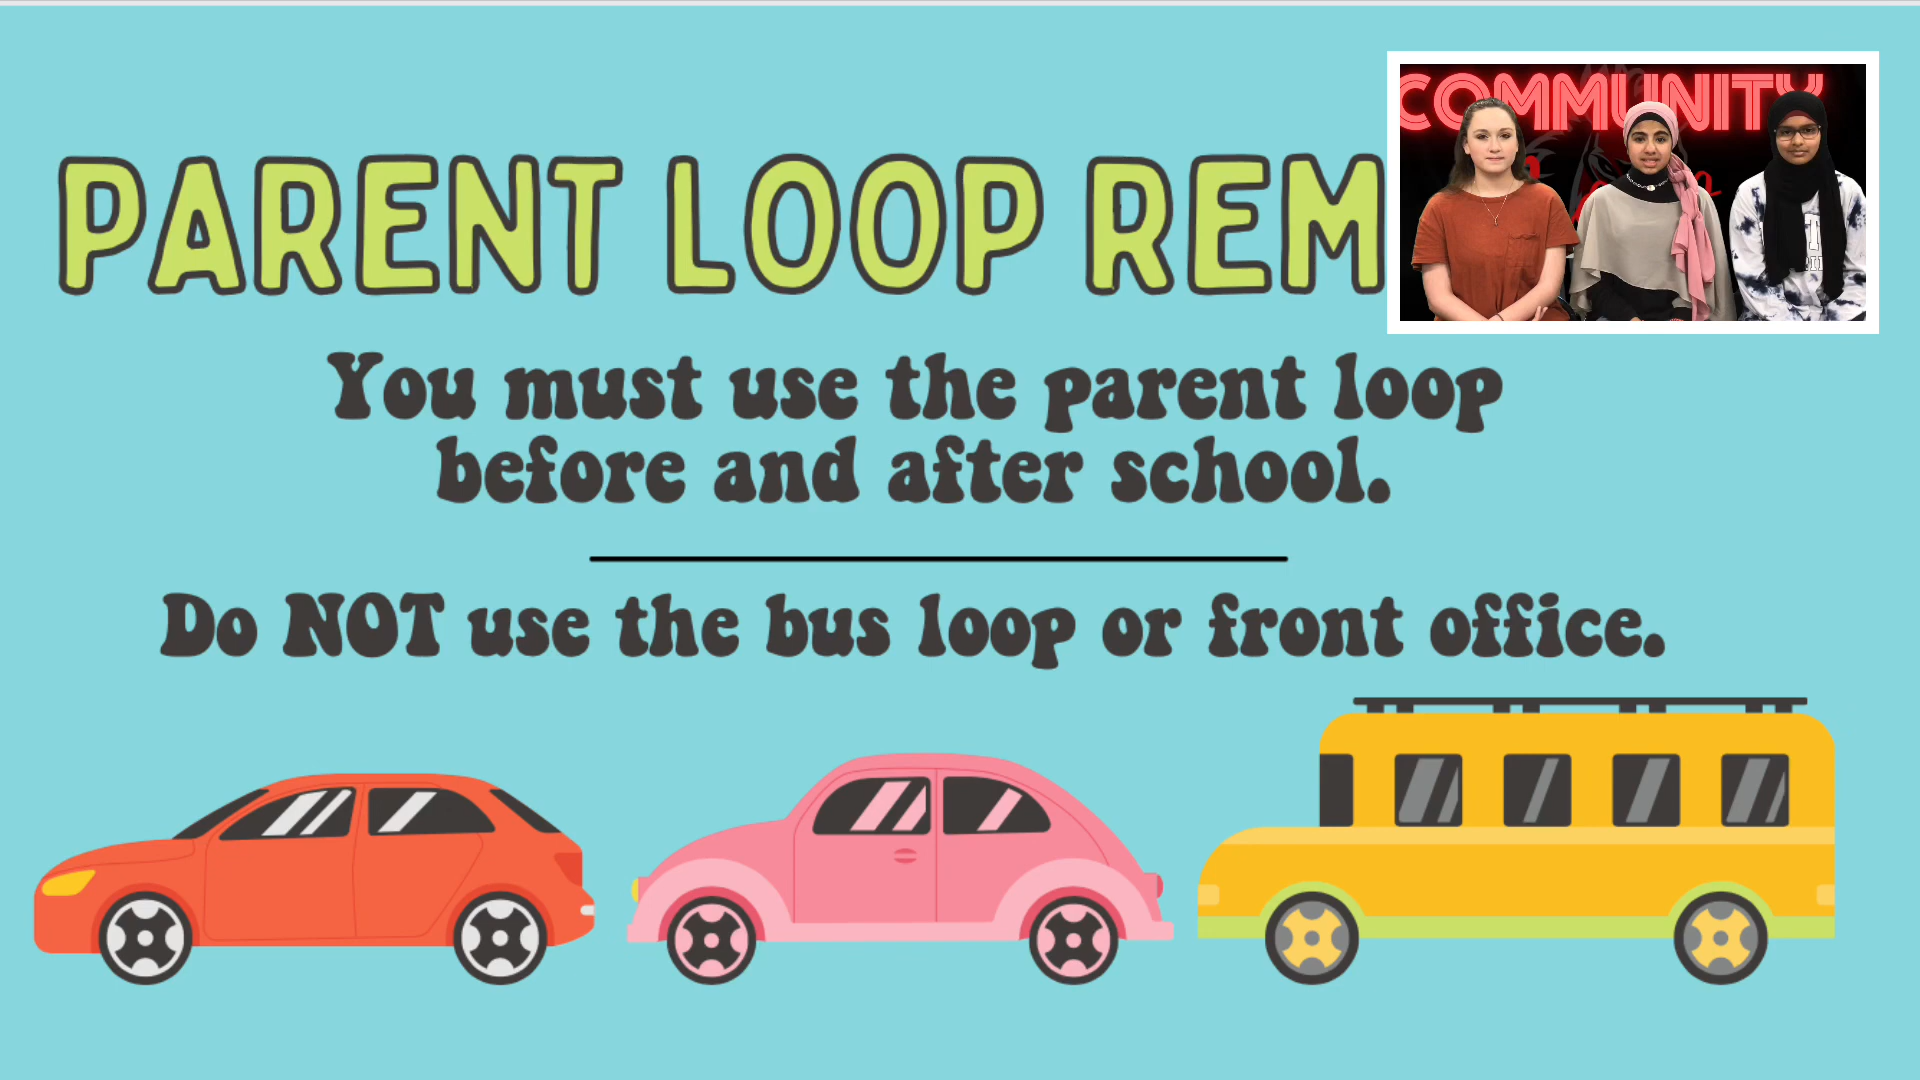 COMMUNITY
PARENT LOOP REM
You must use the parent loop
before and after school.
Do NOT use the bus loop or front office.